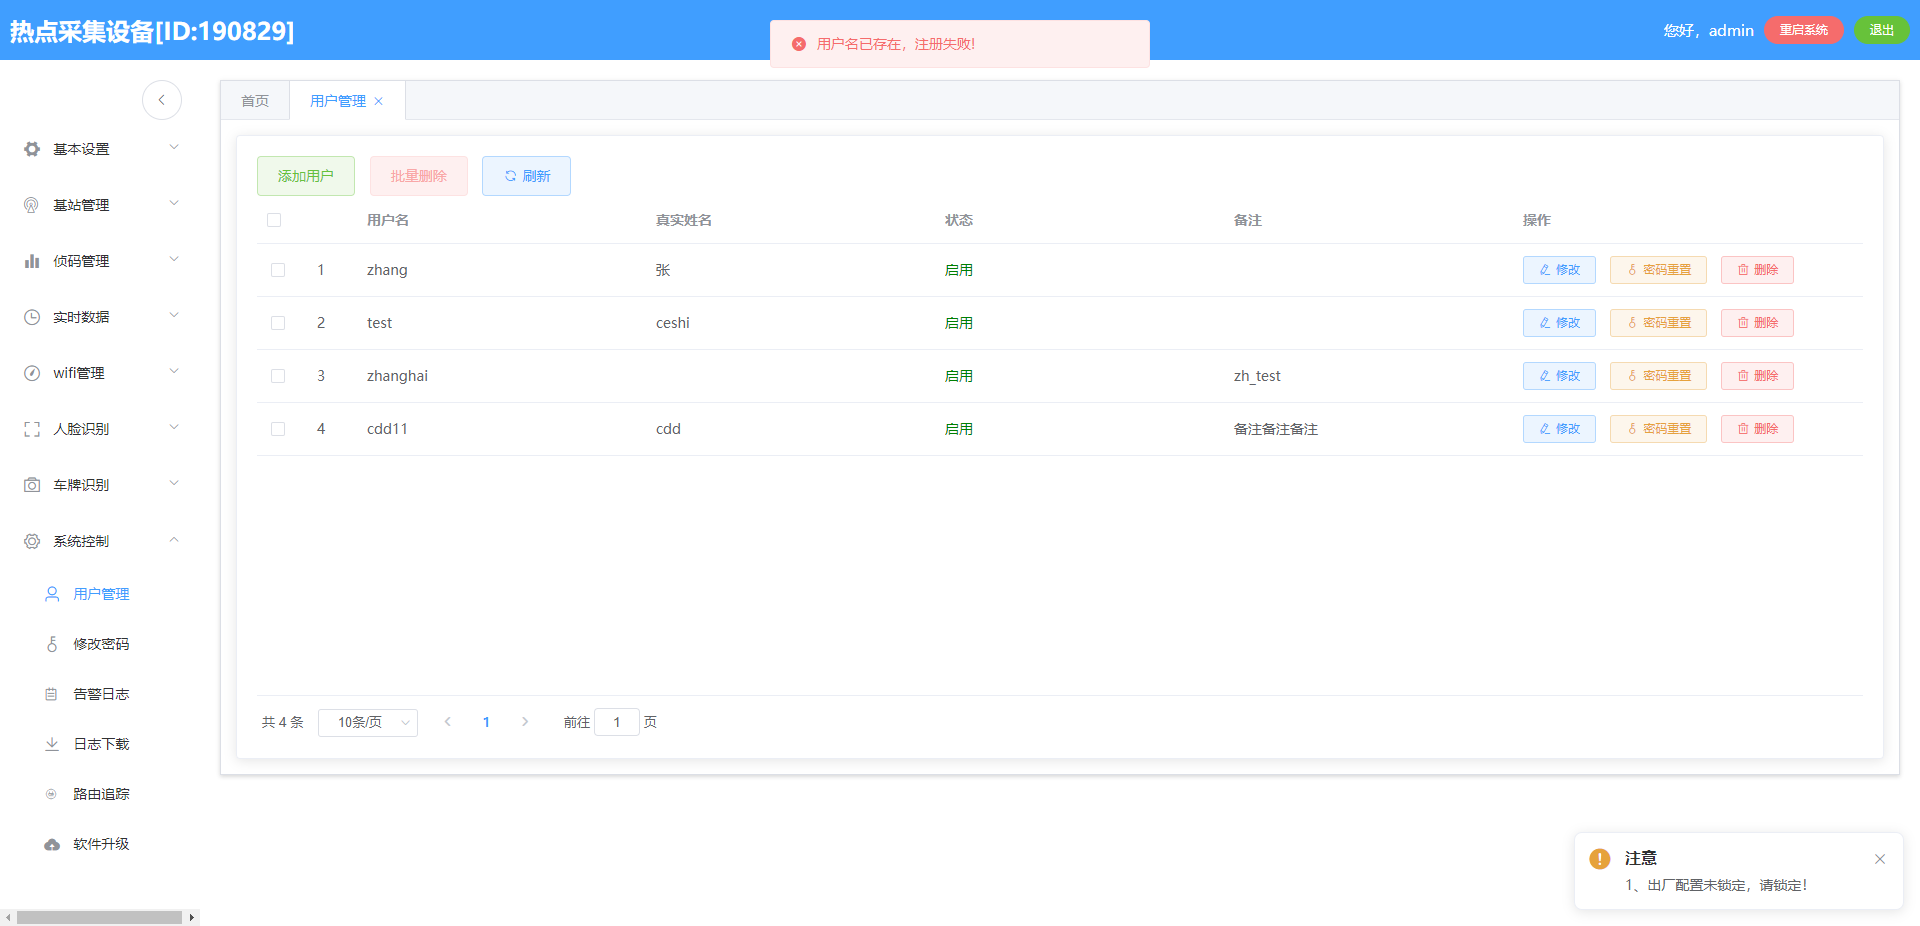 热点采集设备[ID:190829]
用户名已存在，注册失败!
您好，admin
重启系统
退出
首页
用户管理
基本设置
基站管理
侦码管理
实时数据
wifi管理
人脸识别
车牌识别
系统控制
用户管理
修改密码
告警日志
日志下载
路由追踪
软件升级
添加用户
批量删除
刷新
用户名 真实姓名 状态 备注 操作
1 zhang 张 启用 修改 密码重置 删除
2 test ceshi 启用 修改 密码重置 删除
3 zhanghai 启用 zh_test 修改 密码重置 删除
4 cdd11 cdd 启用 备注备注备注 修改 密码重置 删除
共 4 条 10条/页 1 前往 1 页
注意
1、出厂配置未锁定，请锁定！